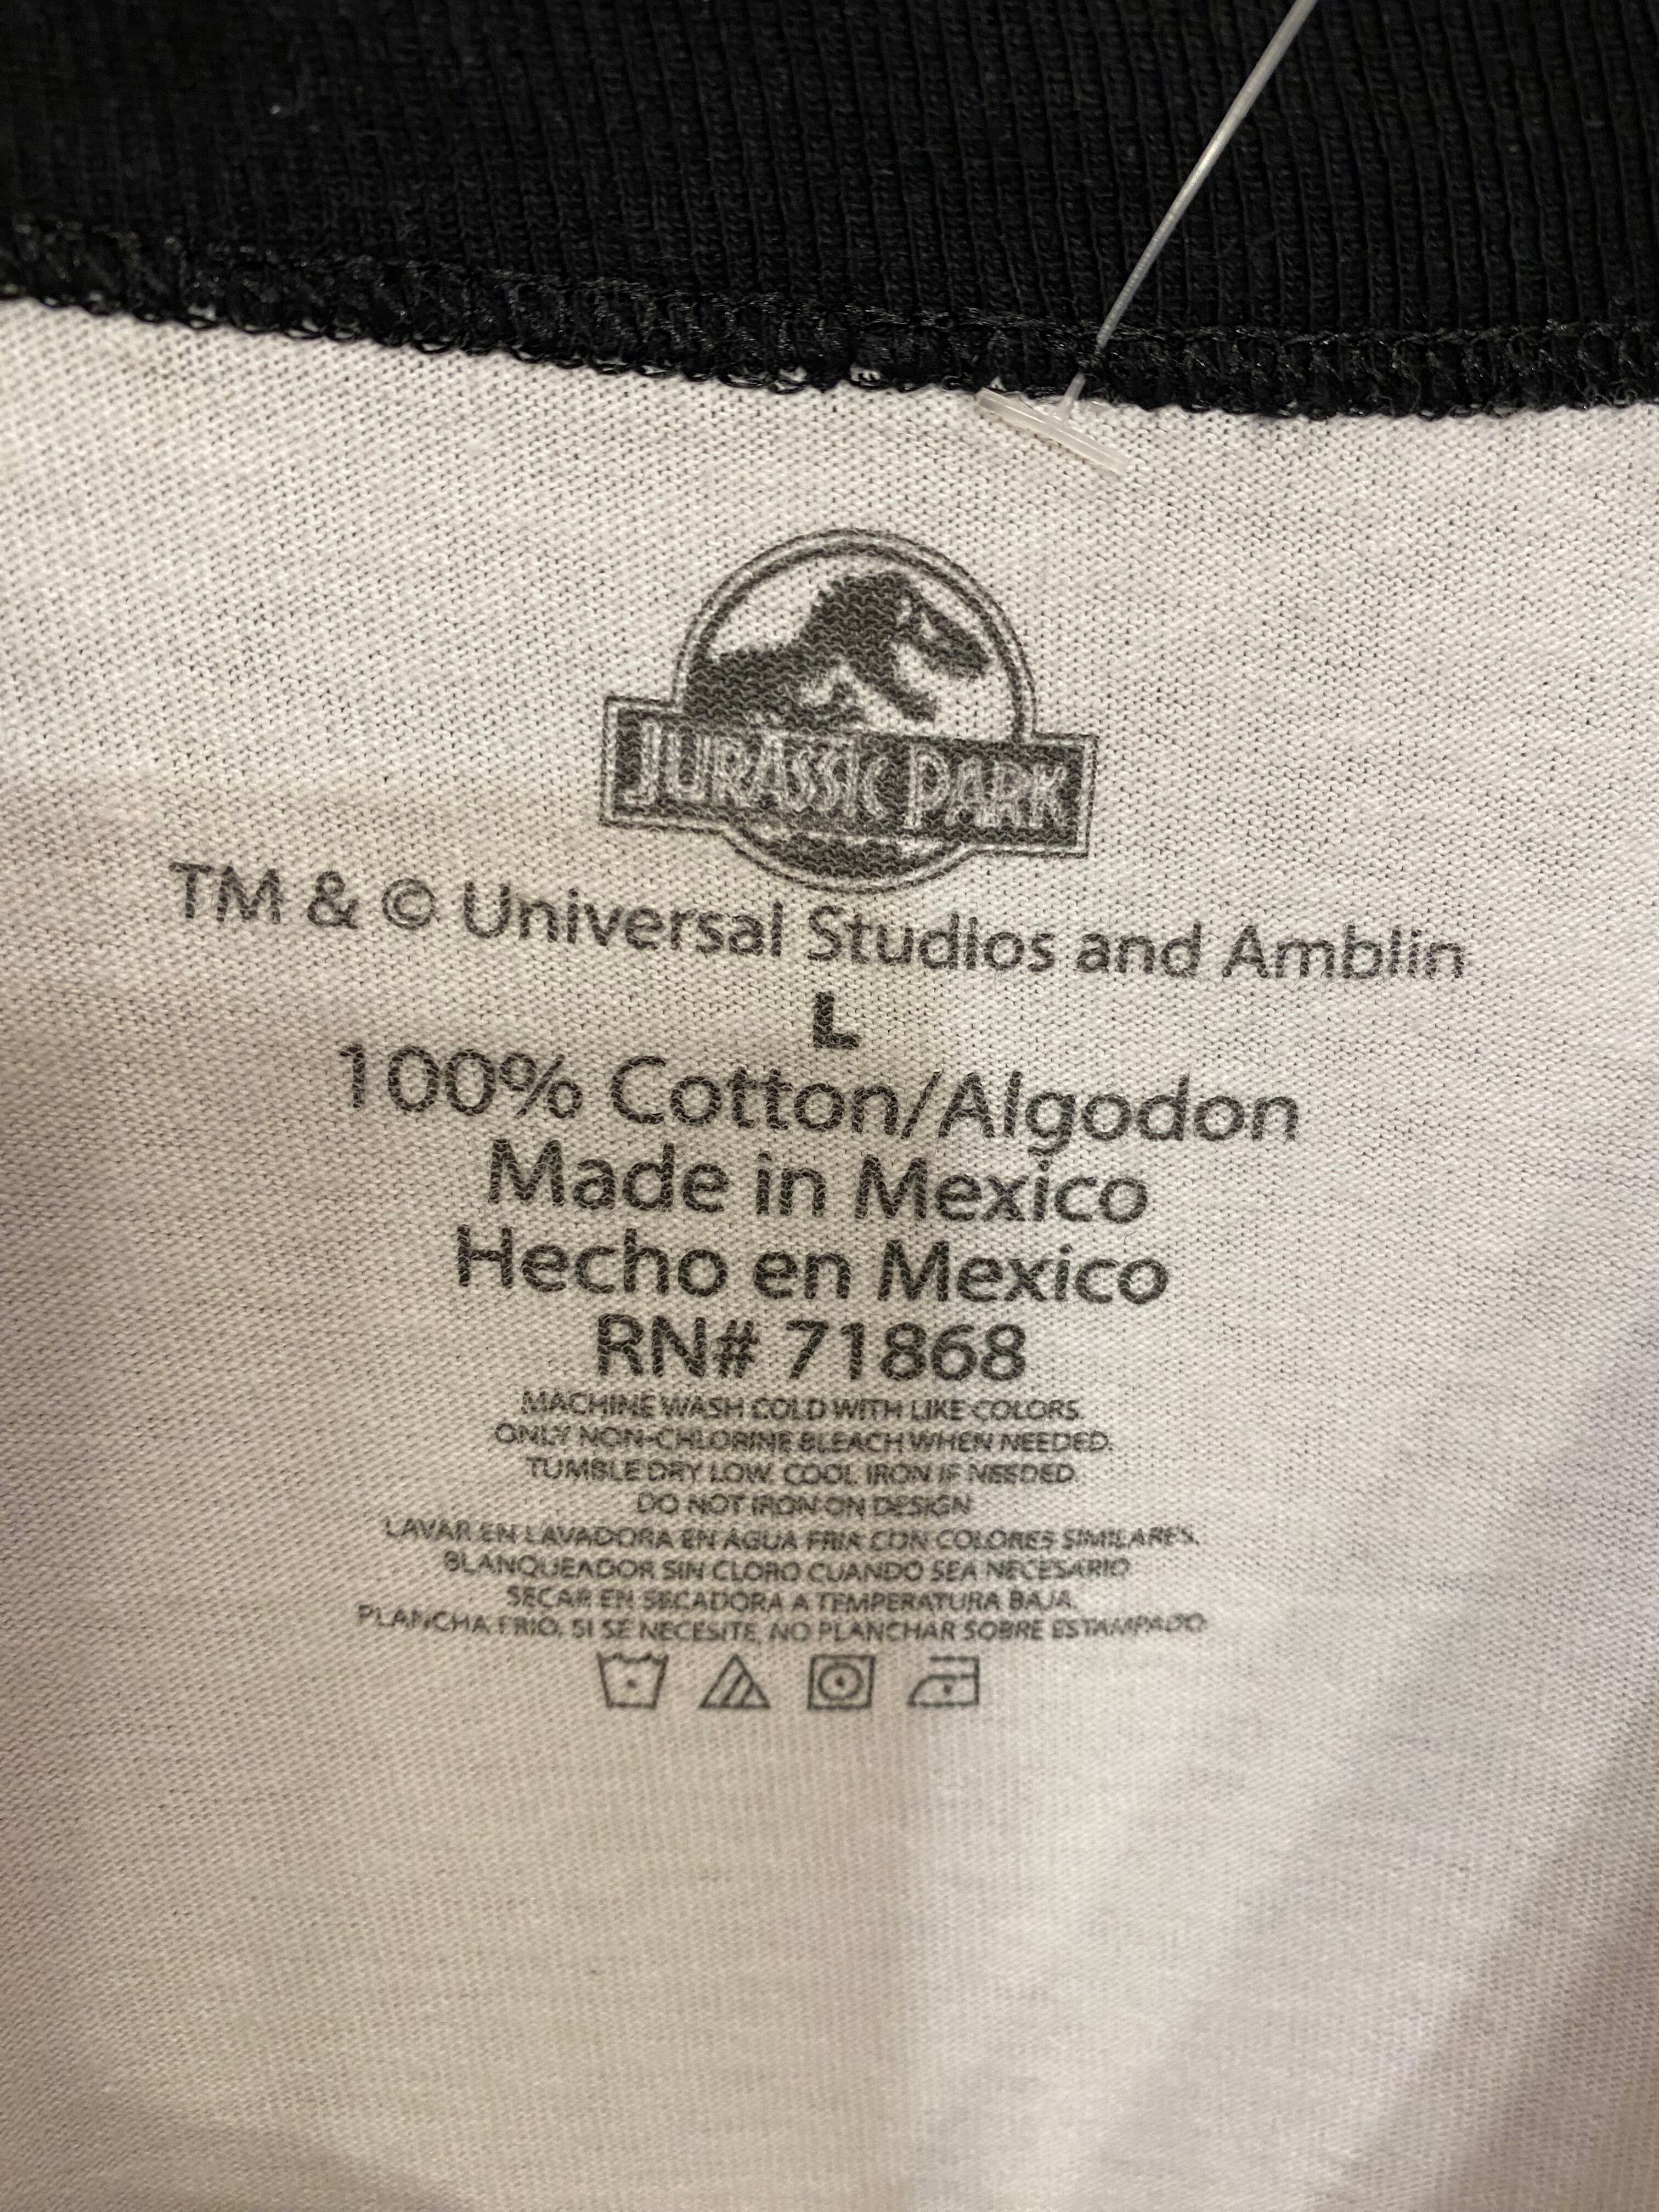 JURASSIC PARK
TM & © Universal Studios and Amblin
L
100% Cotton/Algodon
Made in Mexico
Hecho en Mexico
RN# 71868
MACHINE WASH COLD WITH LIKE COLORS.
ONLY NON-CHLORINE BLEACH WHEN NEEDED.
TUMBLE DRY LOW. COOL IRON IF NEEDED.
DO NOT IRON ON DESIGN
LAVAR EN LAVADORA EN AGUA FRIA CON COLORES SIMILARES.
BLANQUEADOR SIN CLORO CUANDO SEA NECESARIO
SECAR EN SECADORA A TEMPERATURA BAJA.
PLANCHA FRIO, SI SE NECESITE, NO PLANCHAR SOBRE ESTAMPADO